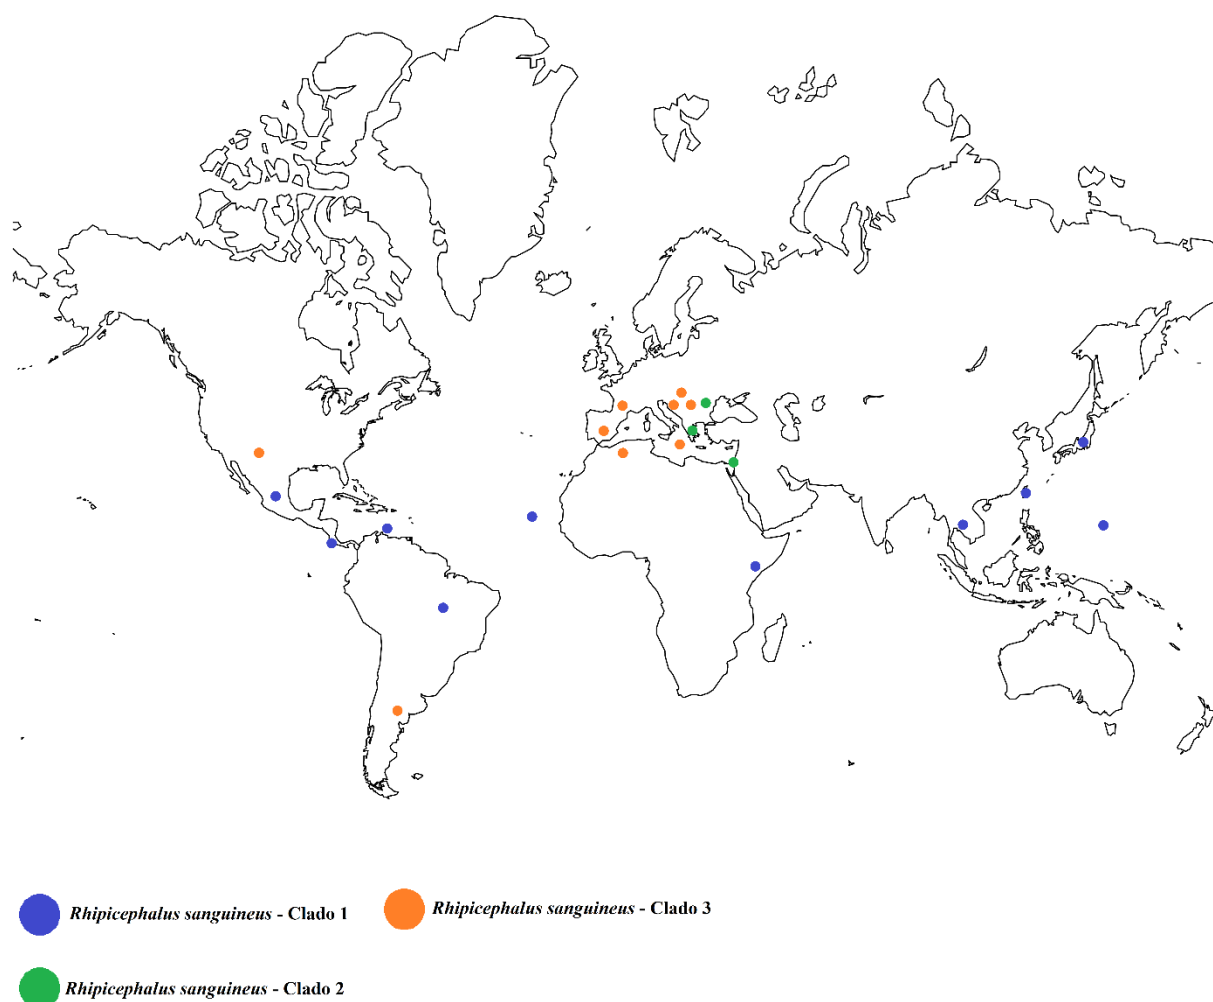 Rhipicephalus sanguineus - Clado 1
Rhipicephalus sanguineus - Clado 3
Rhipicephalus sanguineus - Clado 2